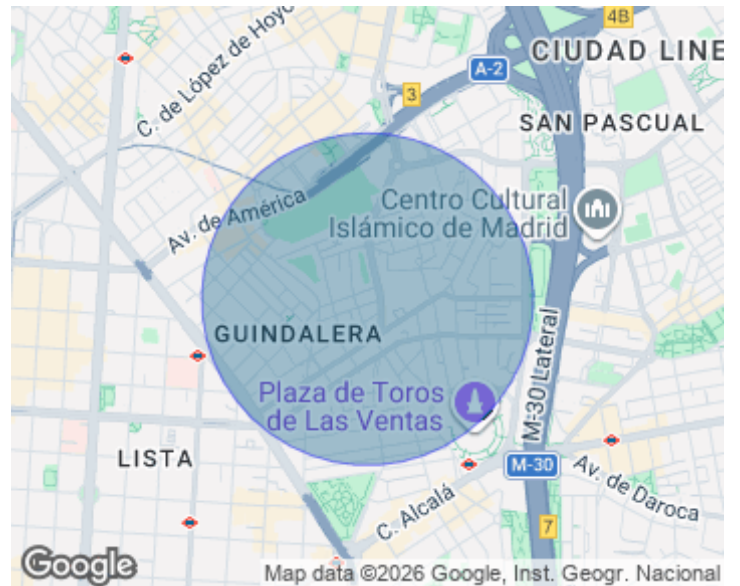 4B
C. de López de Hoyo
CIUDAD LINE
A-2
3
SAN PASCUAL
Centro Cultural
Islámico de Madrid
Av. de América
GUINDALERA
M-30 Lateral
Plaza de Toros
de Las Ventas
LISTA
M-30
Av. de Daroca
C. Alcalá
7
Google
Map data ©2026 Google, Inst. Geogr. Nacional